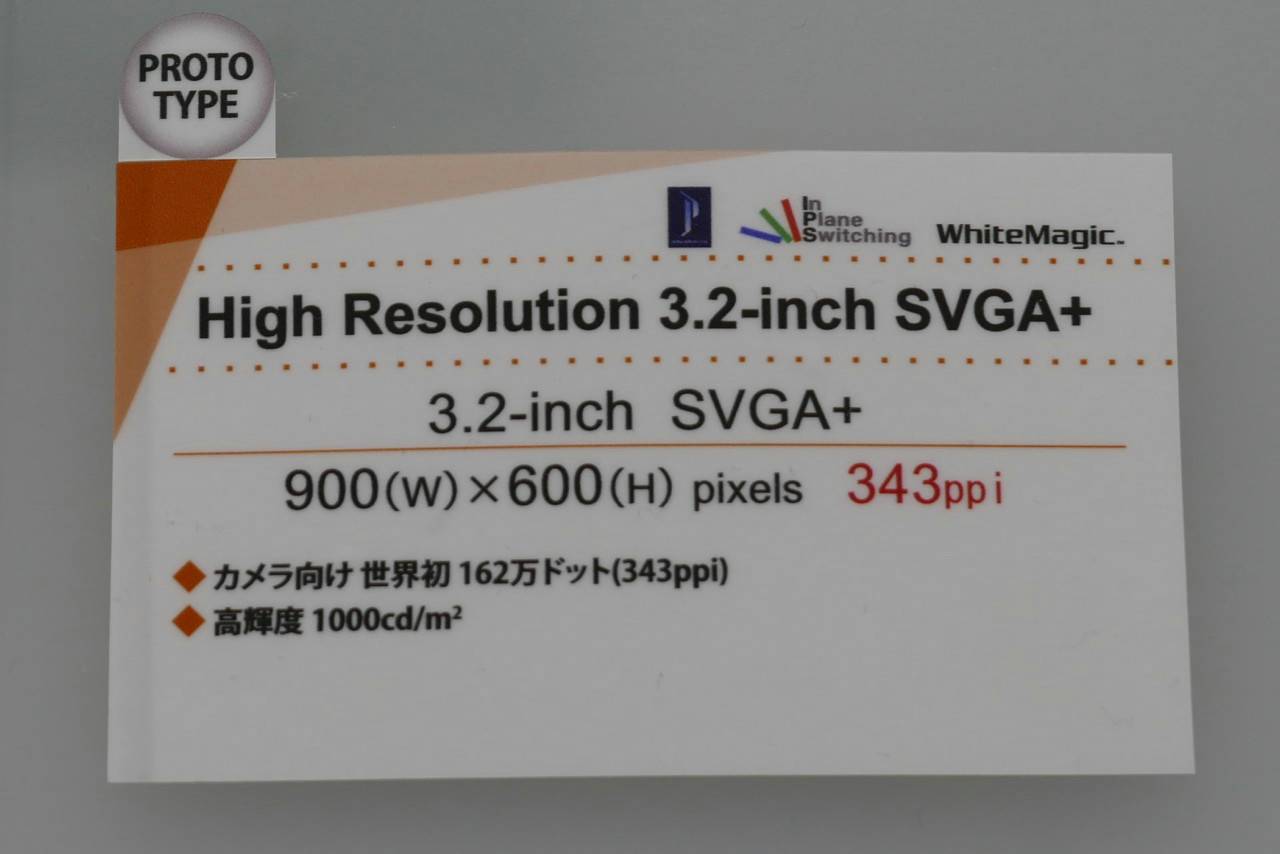 PROTO
TYPE
In
Plane
Switching
WhiteMagic™
High Resolution 3.2-inch SVGA+
3.2-inch SVGA+
900(W)×600(H) pixels 343ppi
◆カメラ向け 世界初 162万ドット(343ppi)
◆高輝度 1000cd/m²